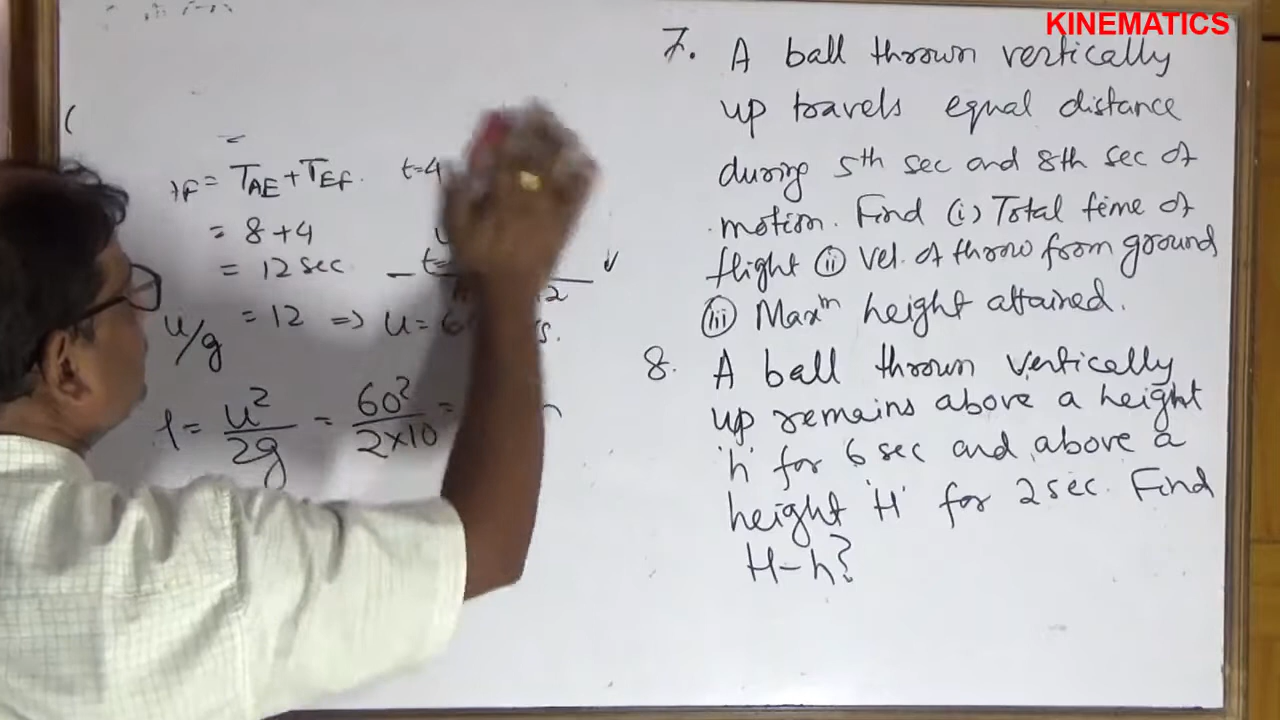 KINEMATICS
= T_AE + T_EF. t=4
= 8+4
= 12 sec
u/g = 12 => u = 6
= u²/2g = 60²/2×10 =
7. A ball thrown vertically
up travels equal distance
during 5th sec and 8th sec of
motion. Find (i) Total time of
flight (ii) Vel. of throw from ground
(iii) Maxm height attained.
8. A ball thrown vertically
up remains above a height
'h' for 6 sec and above a
height 'H' for 2 sec. Find
H-h?